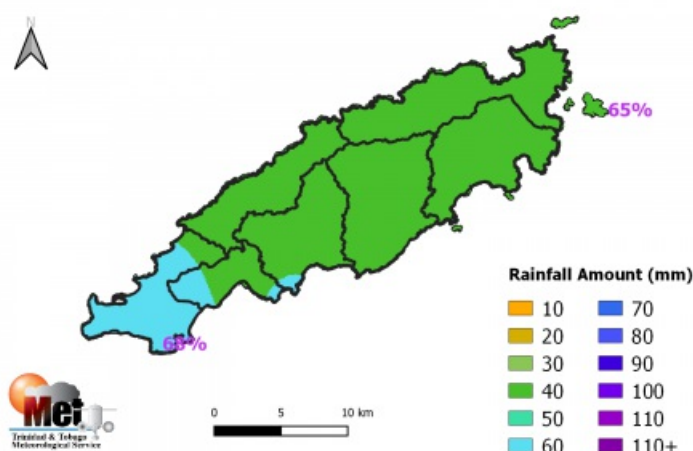 N
65%
68%
Rainfall Amount (mm)
10 70
20 80
30 90
40 100
50 110
60 110+
Met
Trinidad & Tobago
Meteorological Service
0 5 10 km